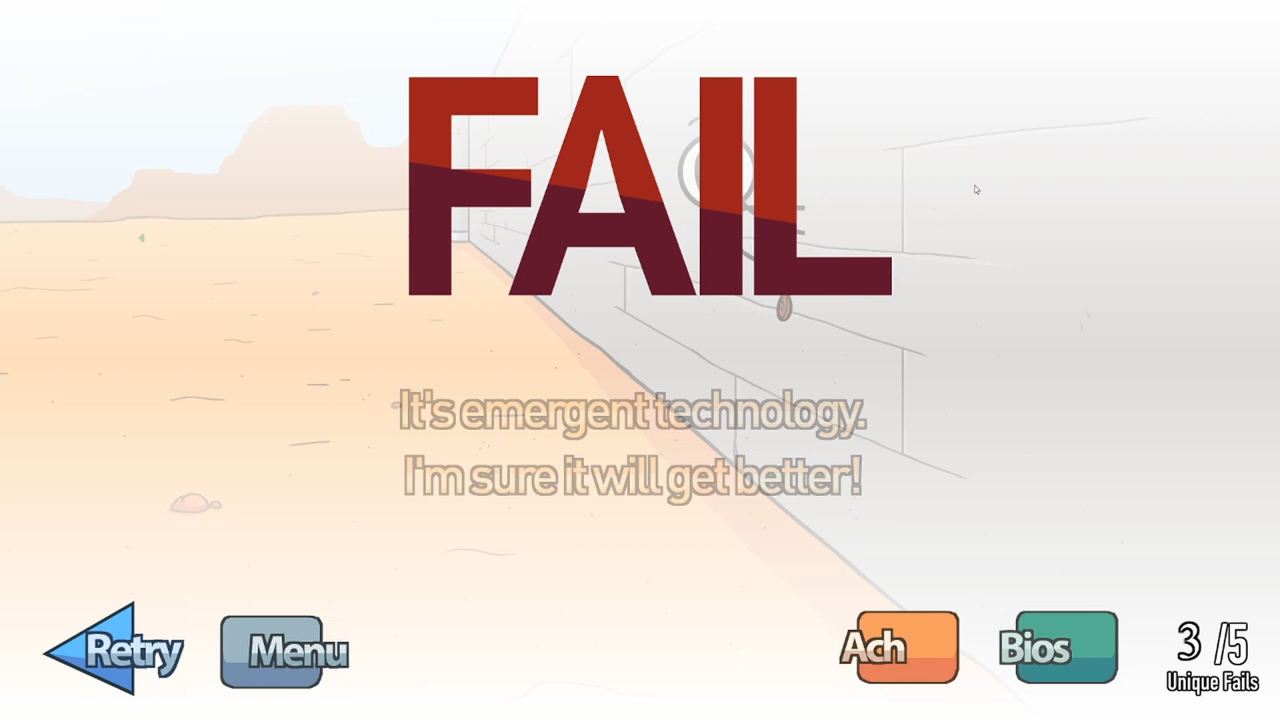 FAIL
It's emergent technology.
I'm sure it will get better!
Retry
Menu
Ach
Bios
3 /5
Unique Fails